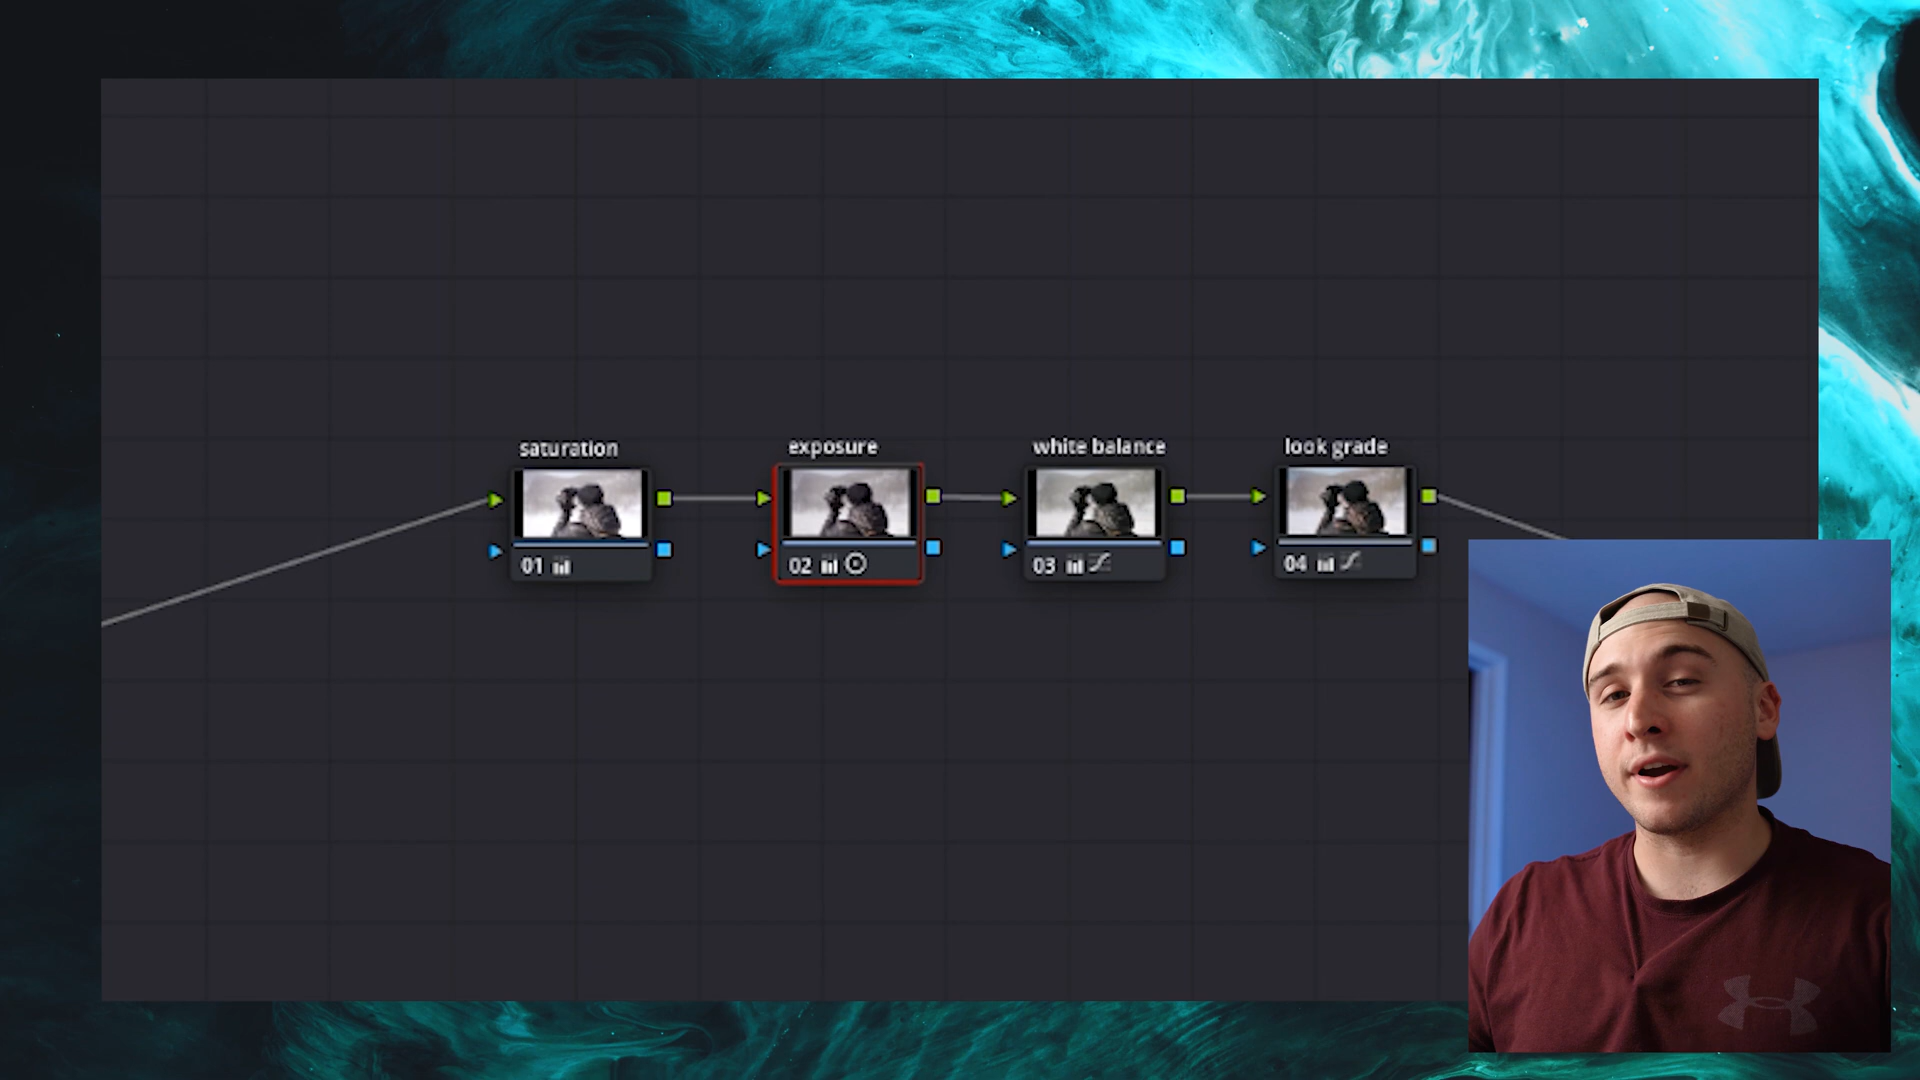 saturation
exposure
white balance
look grade
01
02
03
04